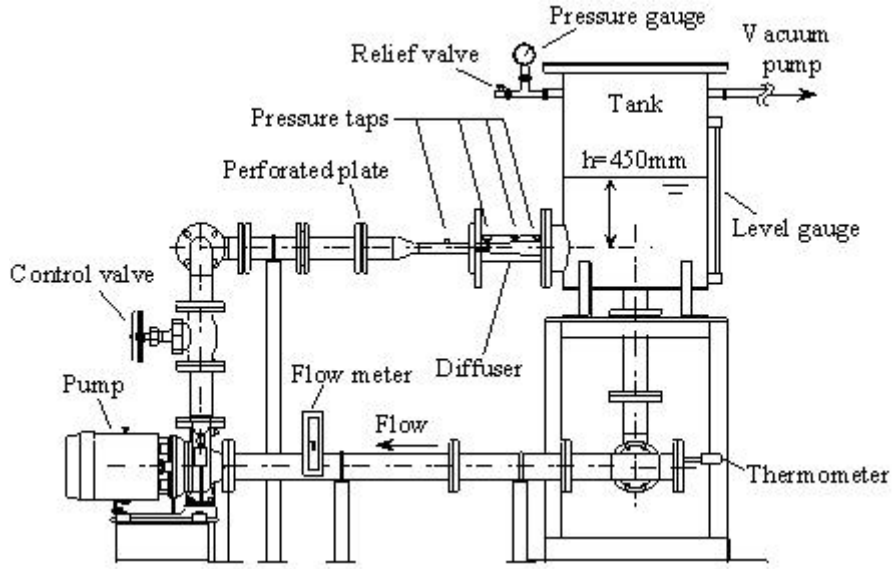 Pressure gauge
Vacuum
pump
Relief valve
Tank
Pressure taps
h=450mm
Perforated plate
Level gauge
Control valve
Diffuser
Flow meter
Pump
Flow
Thermometer